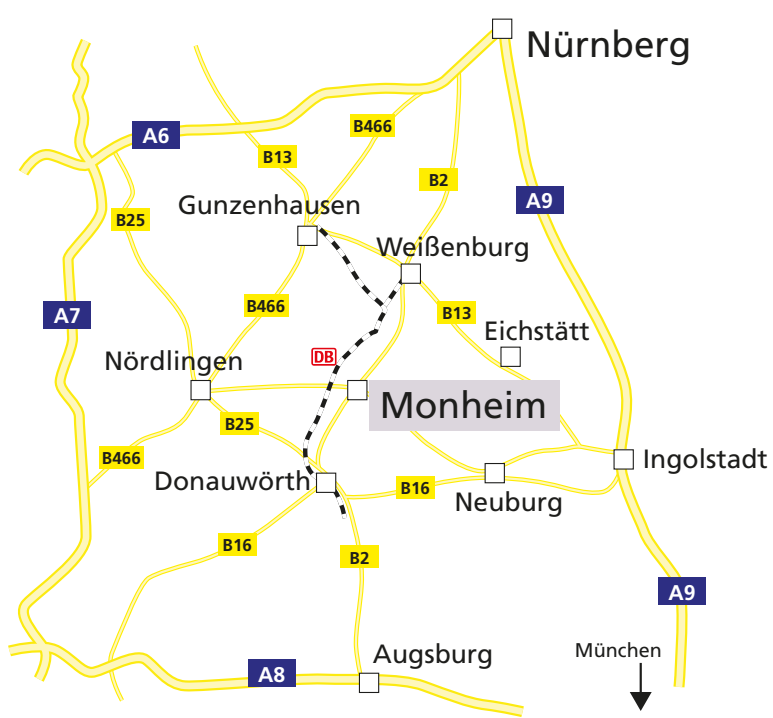 Nürnberg
A6
B466
B13
B2
A9
Gunzenhausen
B25
Weißenburg
B466
A7
B13
Eichstätt
DB
Nördlingen
Monheim
B25
B466
Ingolstadt
Donauwörth
B16
Neuburg
B16
B2
A9
München
Augsburg
A8